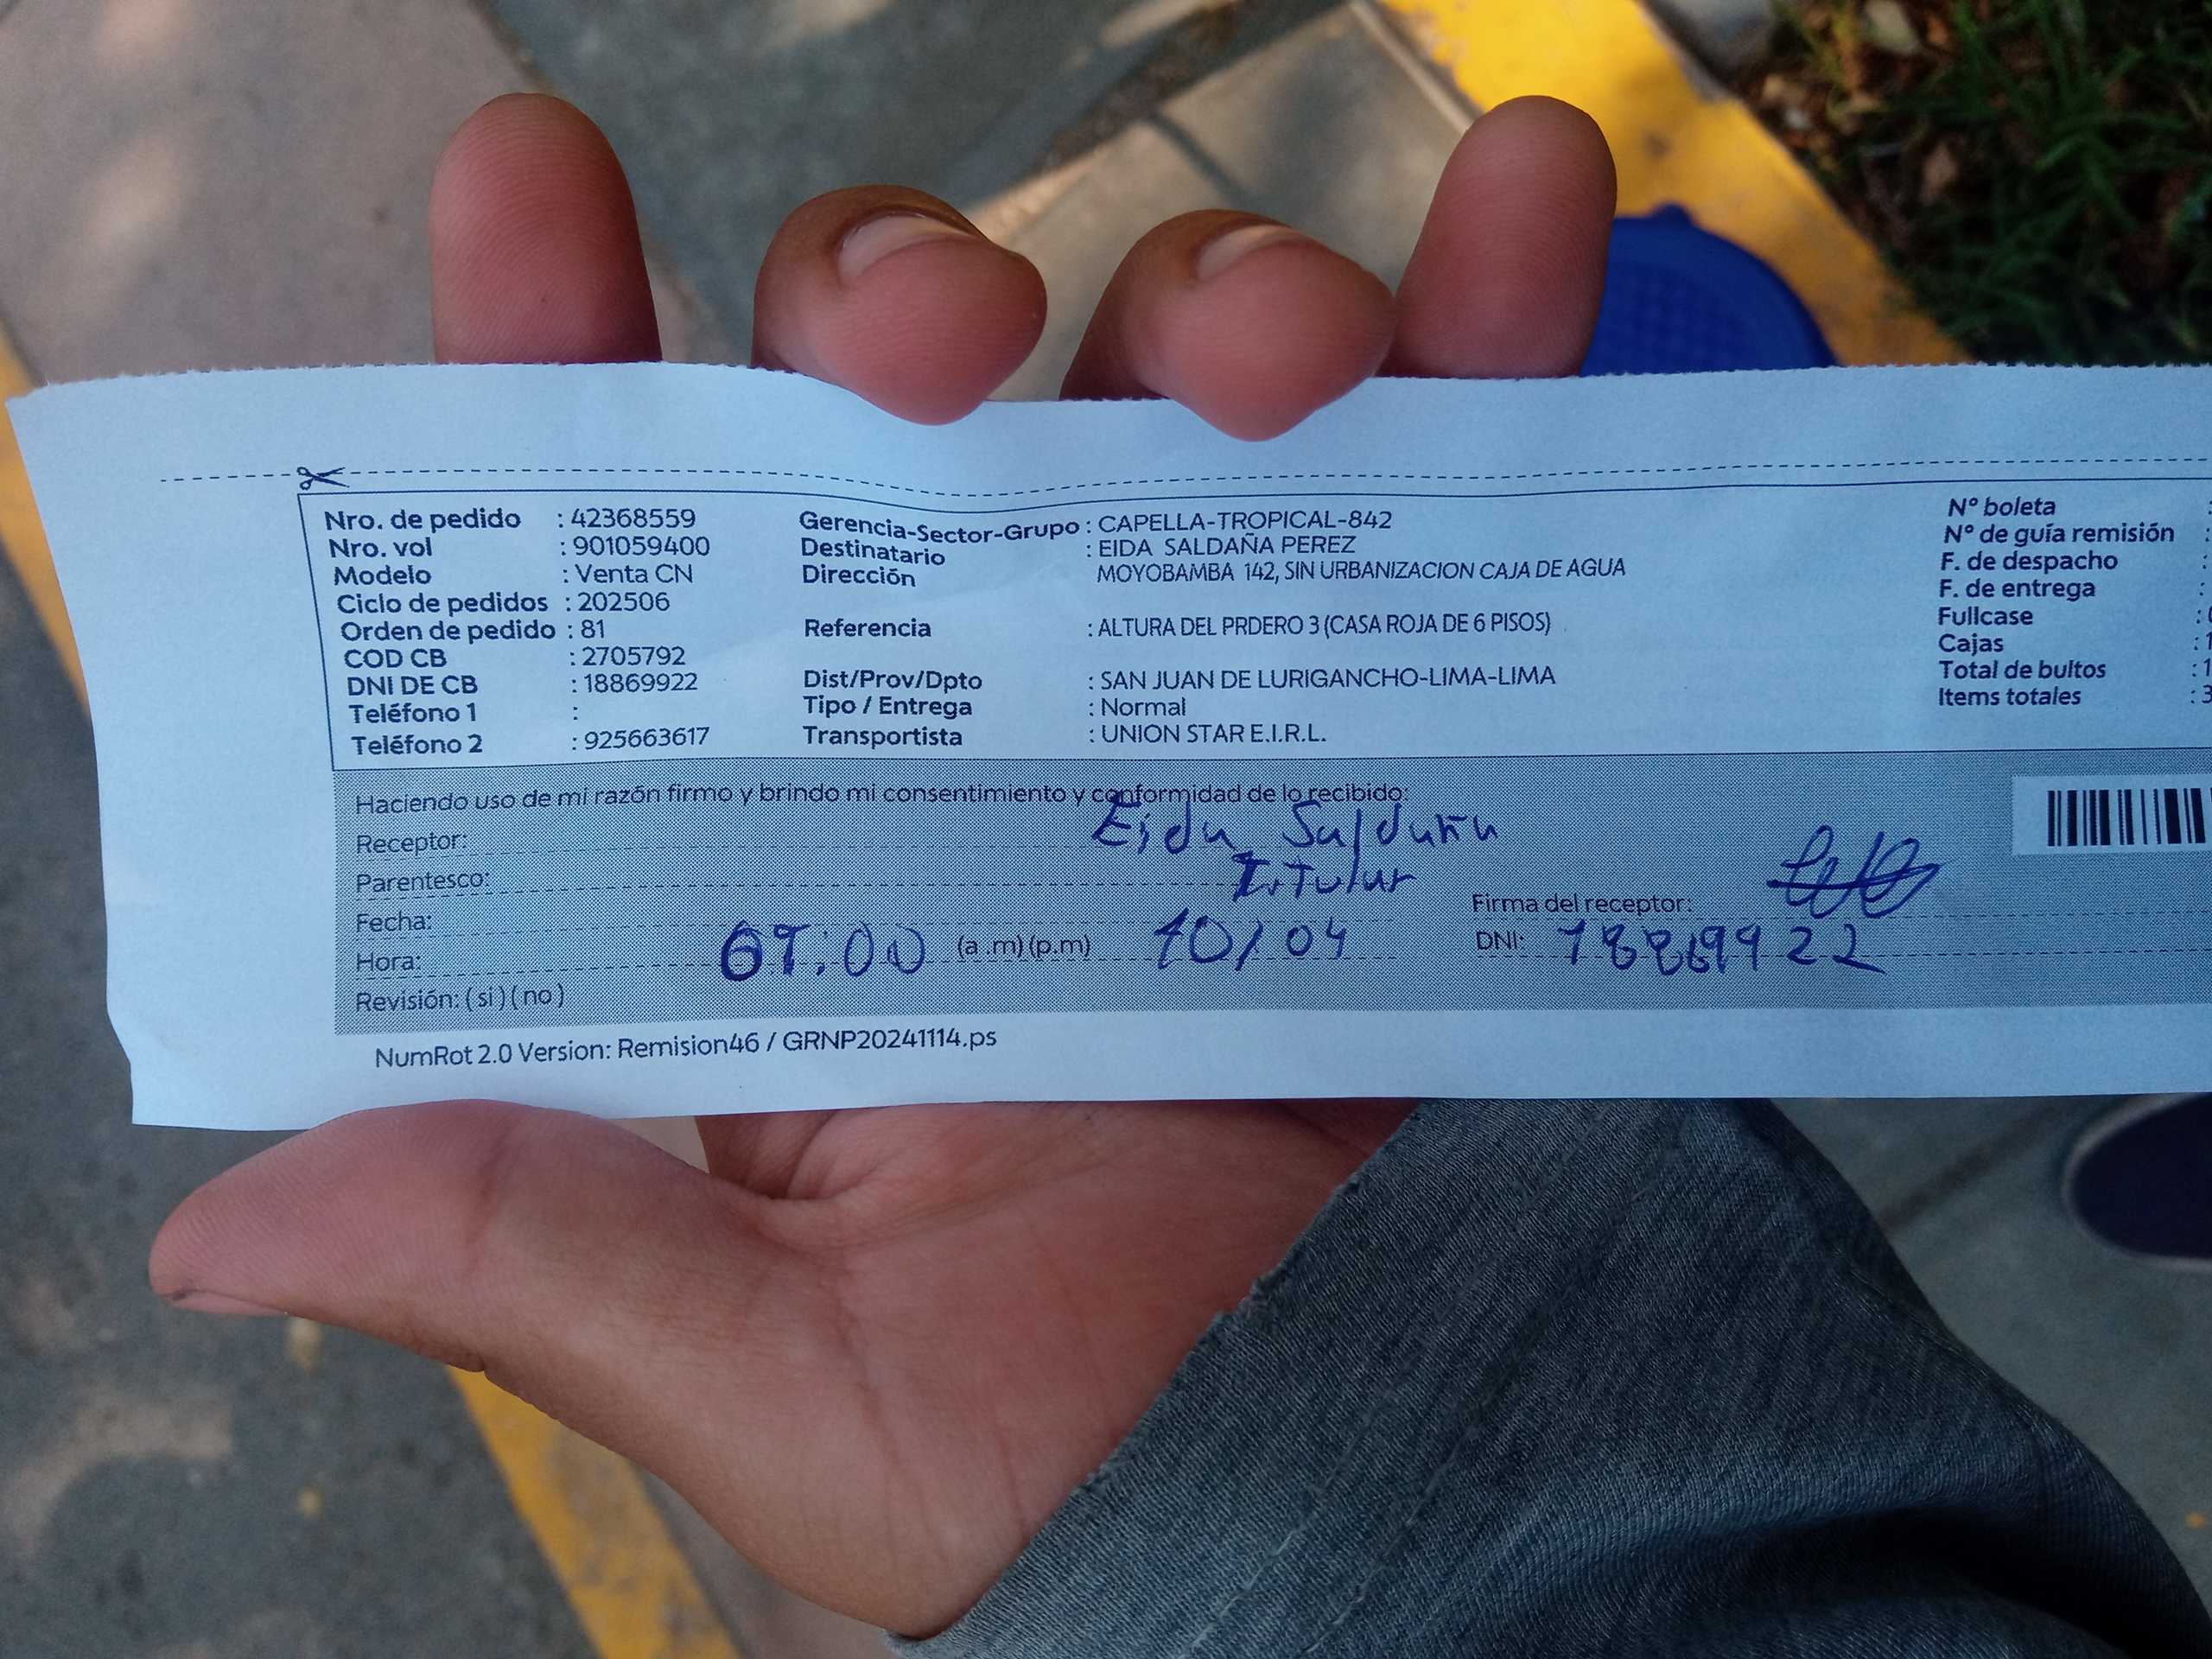 Nro. de pedido : 42368559
Nro. vol : 901059400
Modelo : Venta CN
Ciclo de pedidos : 202506
Orden de pedido : 81
COD CB : 2705792
DNI DE CB : 18869922
Teléfono 1 :
Teléfono 2 : 925663617
Gerencia-Sector-Grupo : CAPELLA-TROPICAL-842
Destinatario : EIDA SALDAÑA PEREZ
Dirección MOYOBAMBA 142, SIN URBANIZACION CAJA DE AGUA
Referencia : ALTURA DEL PRDERO 3 (CASA ROJA DE 6 PISOS)
Dist/Prov/Dpto : SAN JUAN DE LURIGANCHO-LIMA-LIMA
Tipo / Entrega : Normal
Transportista : UNION STAR E.I.R.L.
Nº boleta :
Nº de guía remisión :
F. de despacho :
F. de entrega :
Fullcase :
Cajas : 1
Total de bultos : 1
Items totales : 3
Haciendo uso de mi razón firmo y brindo mi consentimiento y conformidad de lo recibido:
Receptor: Eida Saldaña
Parentesco: Titular
Fecha:
Firma del receptor:
Hora: :00 (a .m) (p.m) 10/04
DNI: 18869922
Revisión: ( si ) ( no )
NumRot 2.0 Version: Remision46 / GRNP20241114.ps